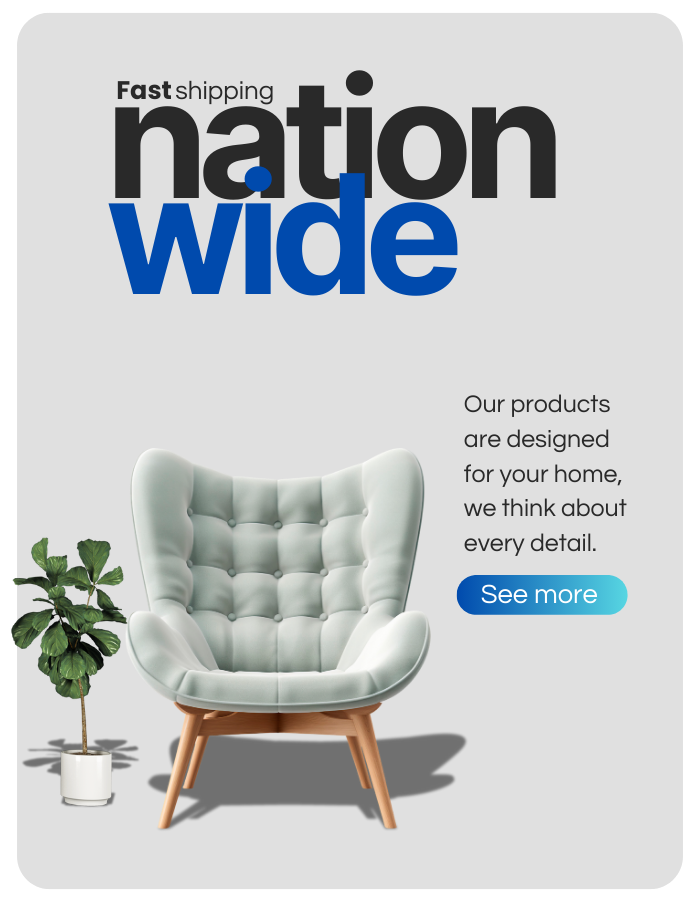 Fast shipping
nation
wide
Our products
are designed
for your home,
we think about
every detail.
See more